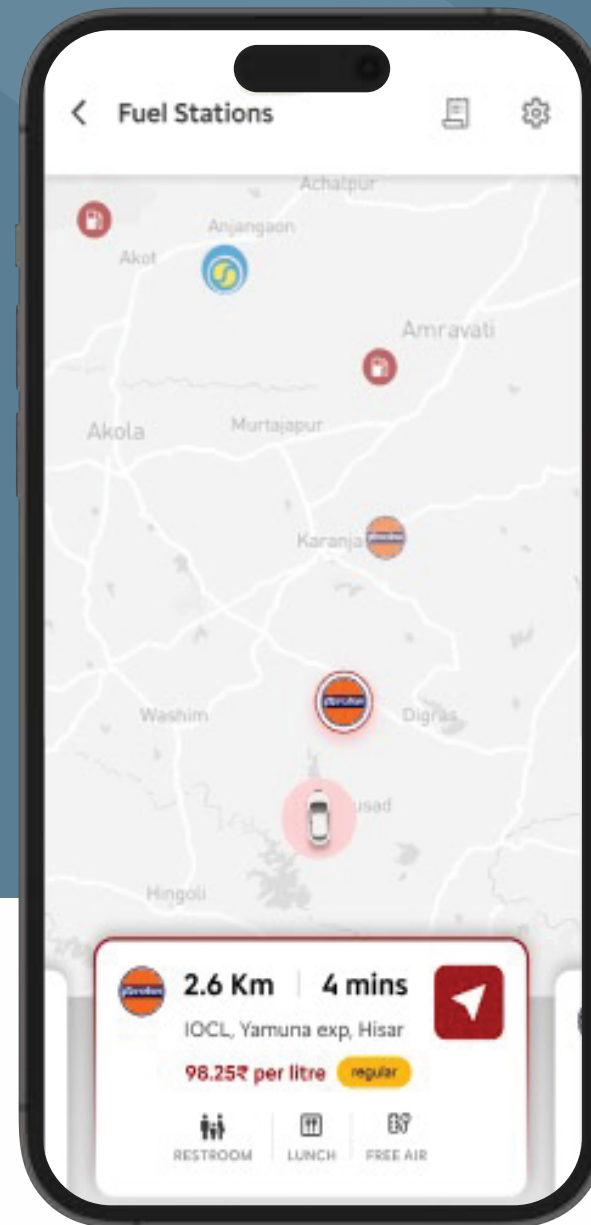 Fuel Stations
Achalpur
Anjangaon
Akot
Amravati
Akola
Murtajapur
Karanja
Washim
Digras
usad
Hingoli
2.6 Km | 4 mins
IOCL, Yamuna exp, Hisar
98.25₹ per litre regular
RESTROOM LUNCH FREE AIR